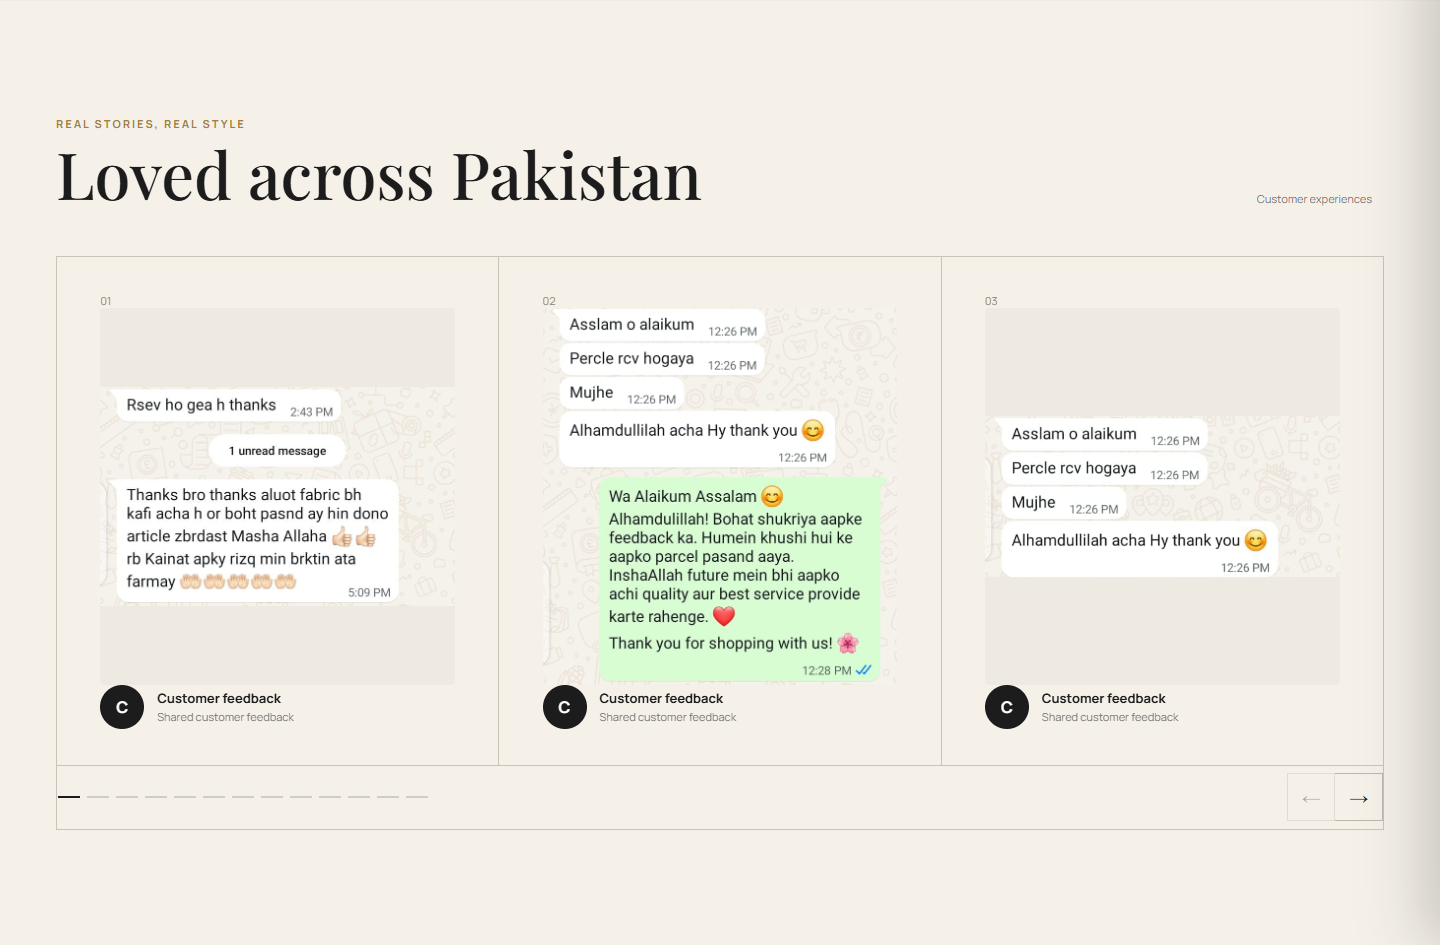 REAL STORIES, REAL STYLE
Loved across Pakistan
Customer experiences
01
Rsev ho gea h thanks 2:43 PM
1 unread message
Thanks bro thanks aluot fabric bh
kafi acha h or boht pasnd ay hin dono
article zbrdast Masha Allaha 👍🏻👍🏻
rb Kainat apky rizq min brktin ata
farmay 🤲🏻🤲🏻🤲🏻🤲🏻🤲🏻
5:09 PM
C
Customer feedback
Shared customer feedback
02
Asslam o alaikum 12:26 PM
Percle rcv hogaya 12:26 PM
Mujhe 12:26 PM
Alhamdullilah acha Hy thank you 😊
12:26 PM
Wa Alaikum Assalam 😊
Alhamdulillah! Bohat shukriya aapke
feedback ka. Humein khushi hui ke
aapko parcel pasand aaya.
InshaAllah future mein bhi aapko
achi quality aur best service provide
karte rahenge. ❤️
Thank you for shopping with us! 🌸
12:28 PM
C
Customer feedback
Shared customer feedback
03
Asslam o alaikum 12:26 PM
Percle rcv hogaya 12:26 PM
Mujhe 12:26 PM
Alhamdullilah acha Hy thank you 😊
12:26 PM
C
Customer feedback
Shared customer feedback
← →